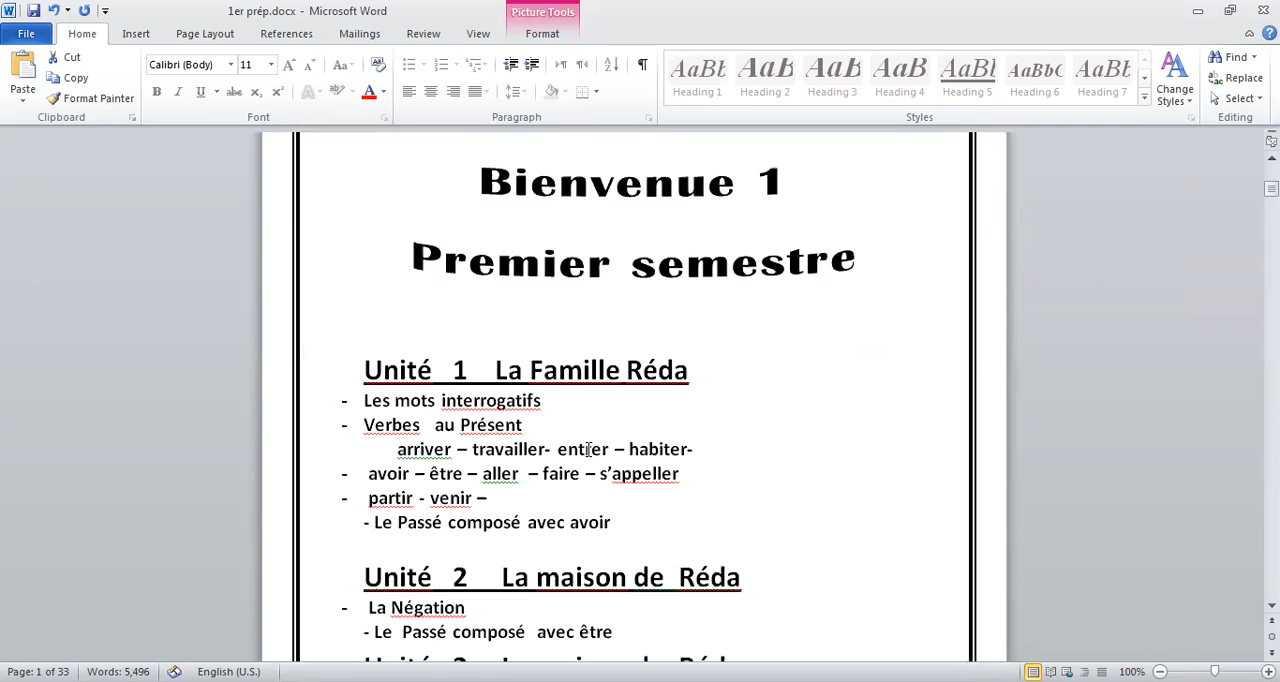 1er prép.docx - Microsoft Word
Picture Tools
File Home Insert Page Layout References Mailings Review View Format
Paste
Cut
Copy
Format Painter
Clipboard
Calibri (Body) 11
Font
Paragraph
AaBb AaB AaB AaB AaBl AaBbC AaBb
Heading 1 Heading 2 Heading 3 Heading 4 Heading 5 Heading 6 Heading 7
Styles
Change Styles
Find
Replace
Select
Editing
Bienvenue 1
Premier semestre
Unité 1 La Famille Réda
- Les mots interrogatifs
- Verbes au Présent
arriver – travailler- entrer – habiter-
- avoir – être – aller – faire – s’appeller
- partir - venir –
- Le Passé composé avec avoir
Unité 2 La maison de Réda
- La Négation
- Le Passé composé avec être
Page: 1 of 33 Words: 5,496 English (U.S.) 100%